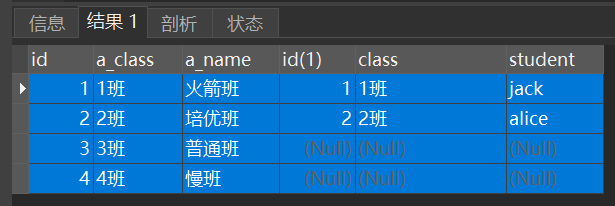 信息 结果 1 剖析 状态
id a_class a_name id(1) class student
1 1班 火箭班 1 1班 jack
2 2班 培优班 2 2班 alice
3 3班 普通班 (Null) (Null) (Null)
4 4班 慢班 (Null) (Null) (Null)